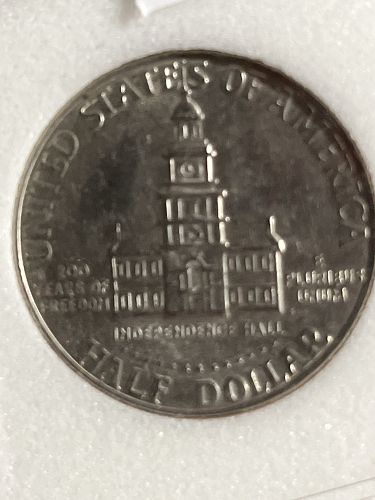 UNITED STATES OF AMERICA
200
YEARS OF
FREEDOM
E
PLURIBUS
UNUM
INDEPENDENCE HALL
HALF DOLLAR